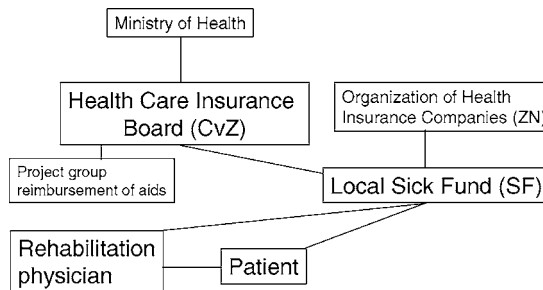 Ministry of Health
Health Care Insurance
Board (CvZ)
Organization of Health
Insurance Companies (ZN)
Project group
reimbursement of aids
Local Sick Fund (SF)
Rehabilitation
physician
Patient